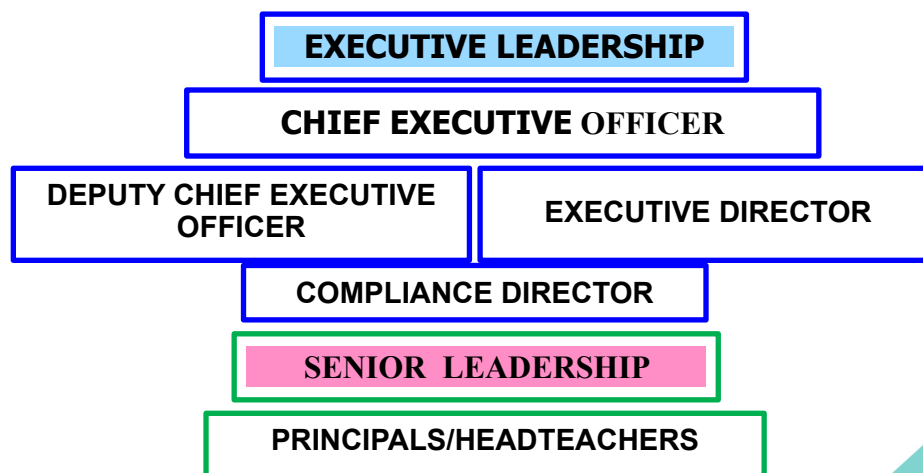 EXECUTIVE LEADERSHIP
CHIEF EXECUTIVE OFFICER
DEPUTY CHIEF EXECUTIVE
OFFICER
EXECUTIVE DIRECTOR
COMPLIANCE DIRECTOR
SENIOR LEADERSHIP
PRINCIPALS/HEADTEACHERS